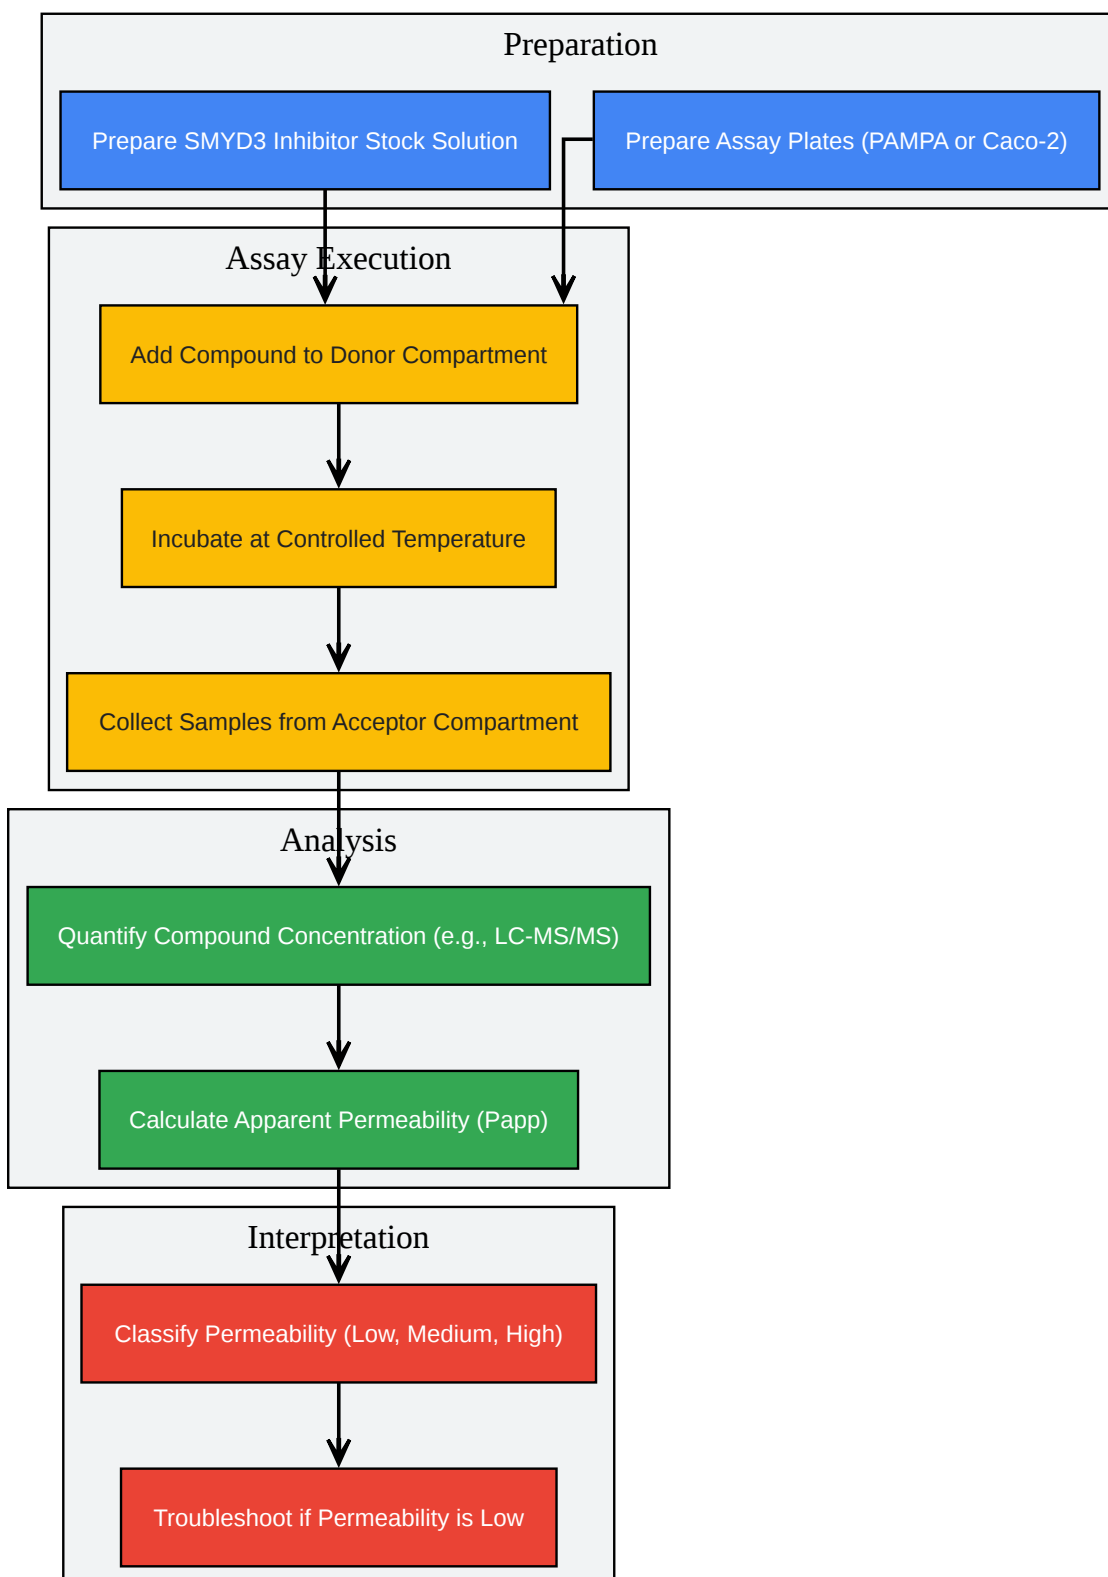 Preparation
Prepare SMYD3 Inhibitor Stock Solution
Prepare Assay Plates (PAMPA or Caco-2)
Assay Execution
Add Compound to Donor Compartment
Incubate at Controlled Temperature
Collect Samples from Acceptor Compartment
Analysis
Quantify Compound Concentration (e.g., LC-MS/MS)
Calculate Apparent Permeability (Papp)
Interpretation
Classify Permeability (Low, Medium, High)
Troubleshoot if Permeability is Low